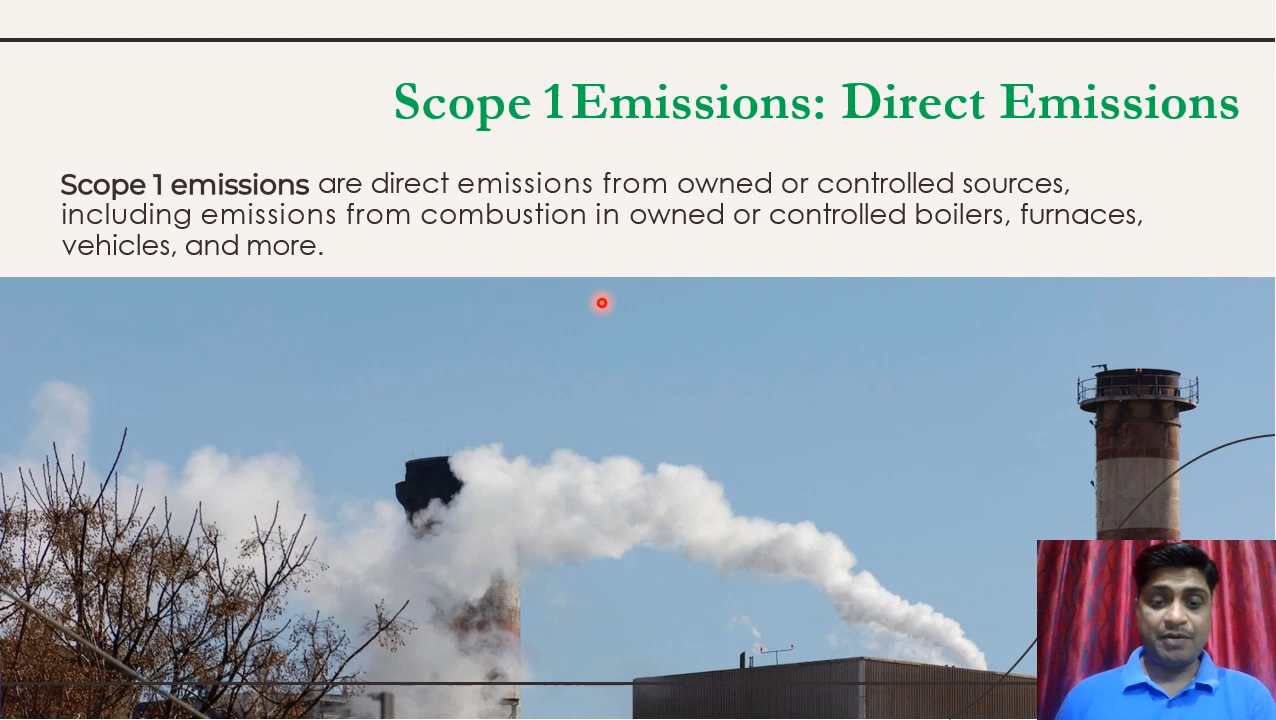 Scope 1 Emissions: Direct Emissions
Scope 1 emissions are direct emissions from owned or controlled sources,
including emissions from combustion in owned or controlled boilers, furnaces,
vehicles, and more.